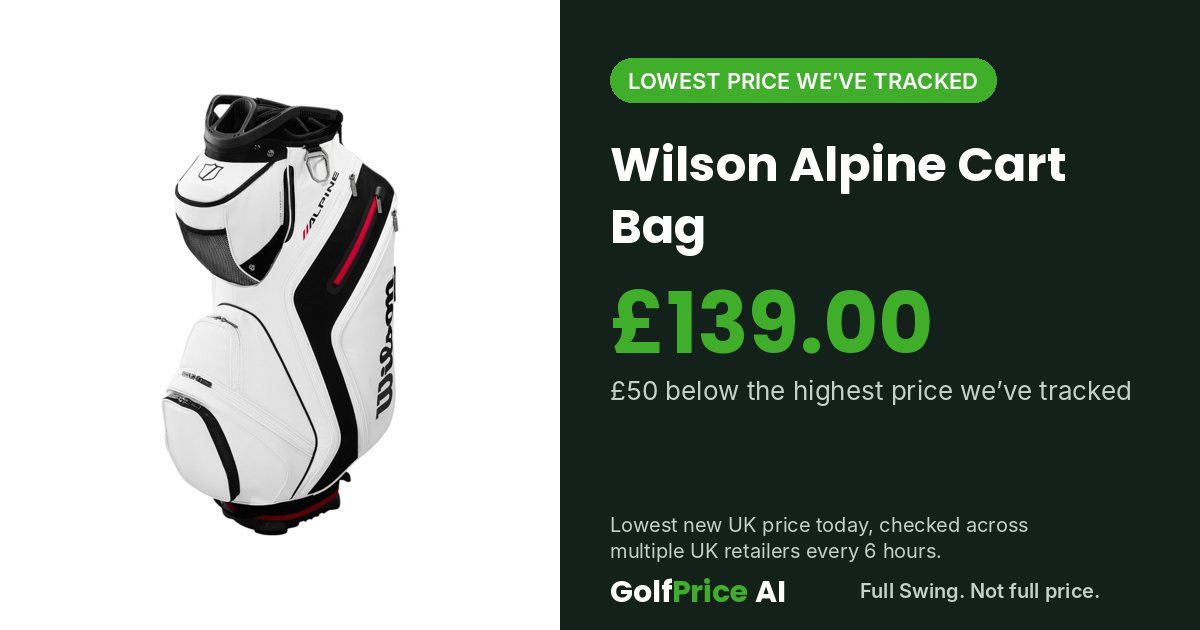 ALPINE
Wilson
LOWEST PRICE WE’VE TRACKED
Wilson Alpine Cart
Bag
£139.00
£50 below the highest price we’ve tracked
Lowest new UK price today, checked across
multiple UK retailers every 6 hours.
GolfPrice AI
Full Swing. Not full price.